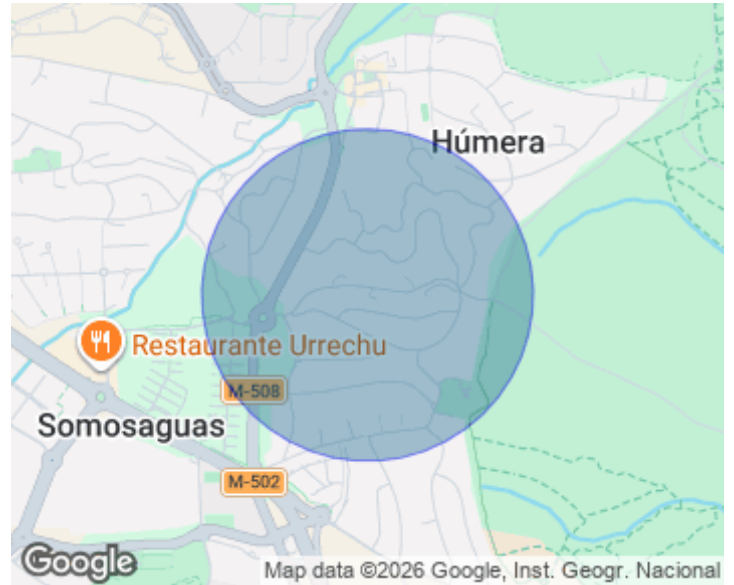 Húmera
Restaurante Urrechu
M-508
Somosaguas
M-502
Google
Map data ©2026 Google, Inst. Geogr. Nacional